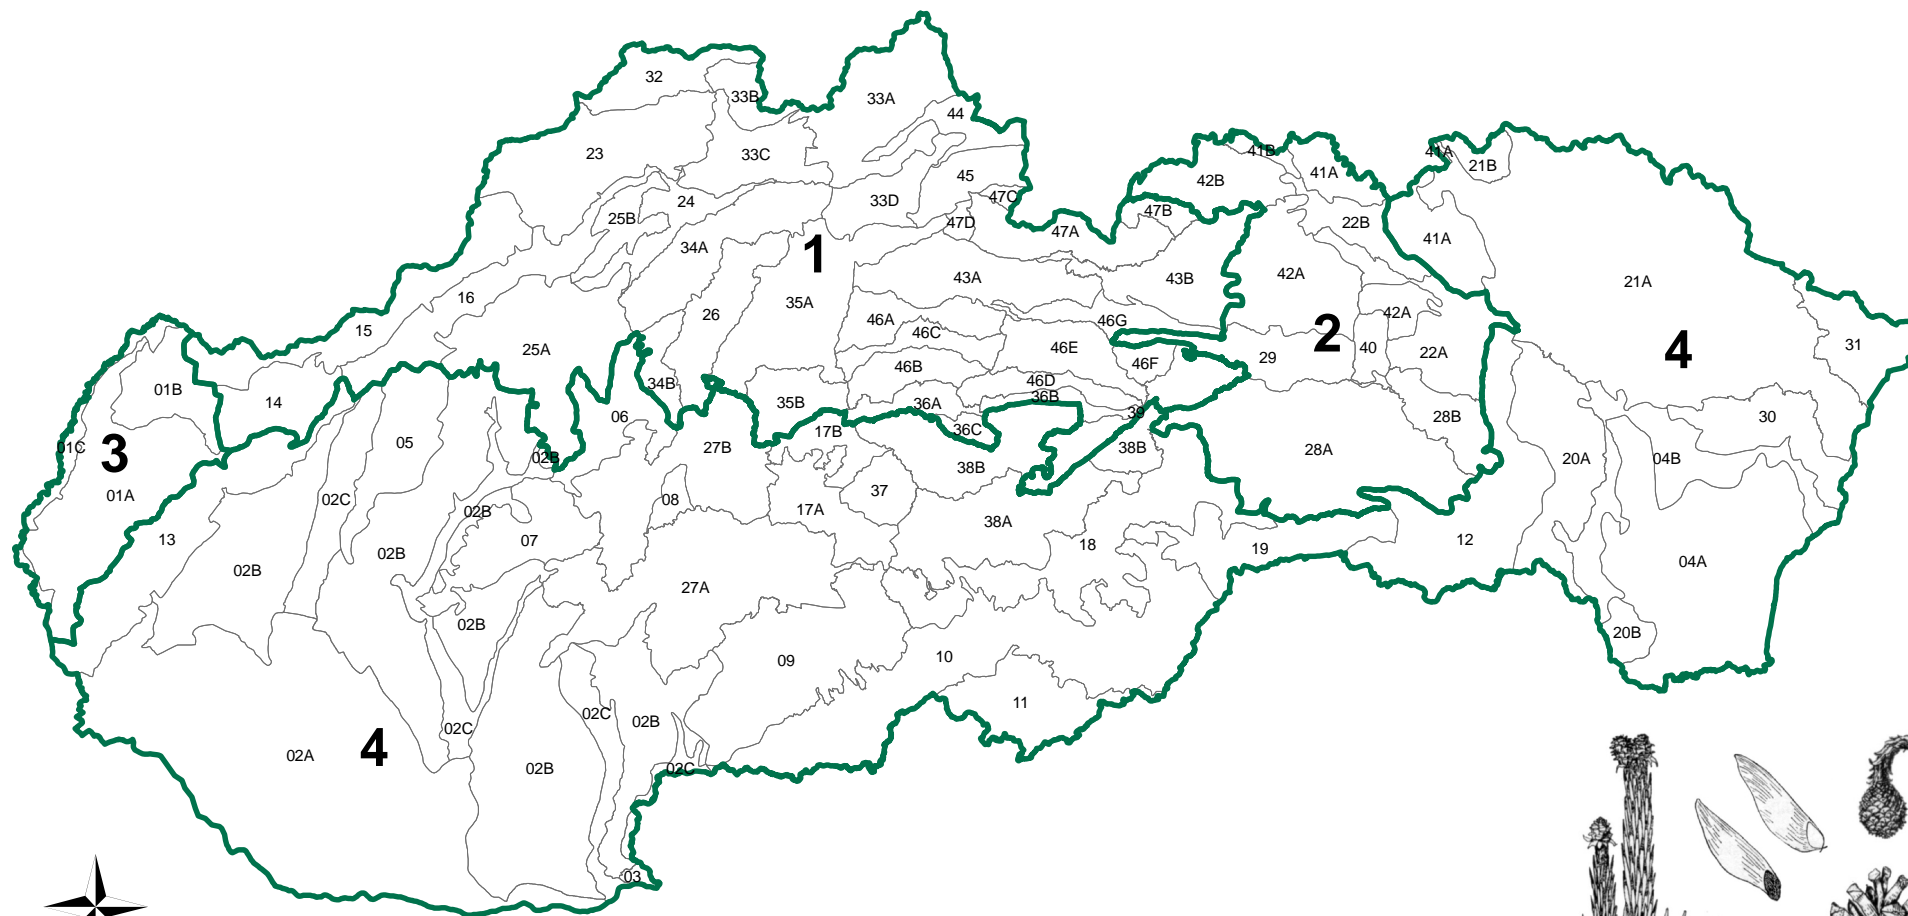 32
33B
33A
44
23
33C
41B
41A
41A
21B
45
42B
24
33D
47C
25B
47D
47B
47A
22B
34A
1
41A
43A
43B
42A
21A
16
35A
15
26
46A
46C
46G
42A
2
40
4
31
25A
46E
29
22A
46B
46F
34B
46D
01B
14
35B
36A
36B
39
06
28B
30
05
17B
36C
01C
3
27B
02B
38B
38B
28A
20A
04B
01A
02C
08
37
02B
17A
38A
13
07
18
19
12
02B
02B
04A
27A
02B
20B
09
10
11
02C
02C
02B
4
02A
02B
02C
03